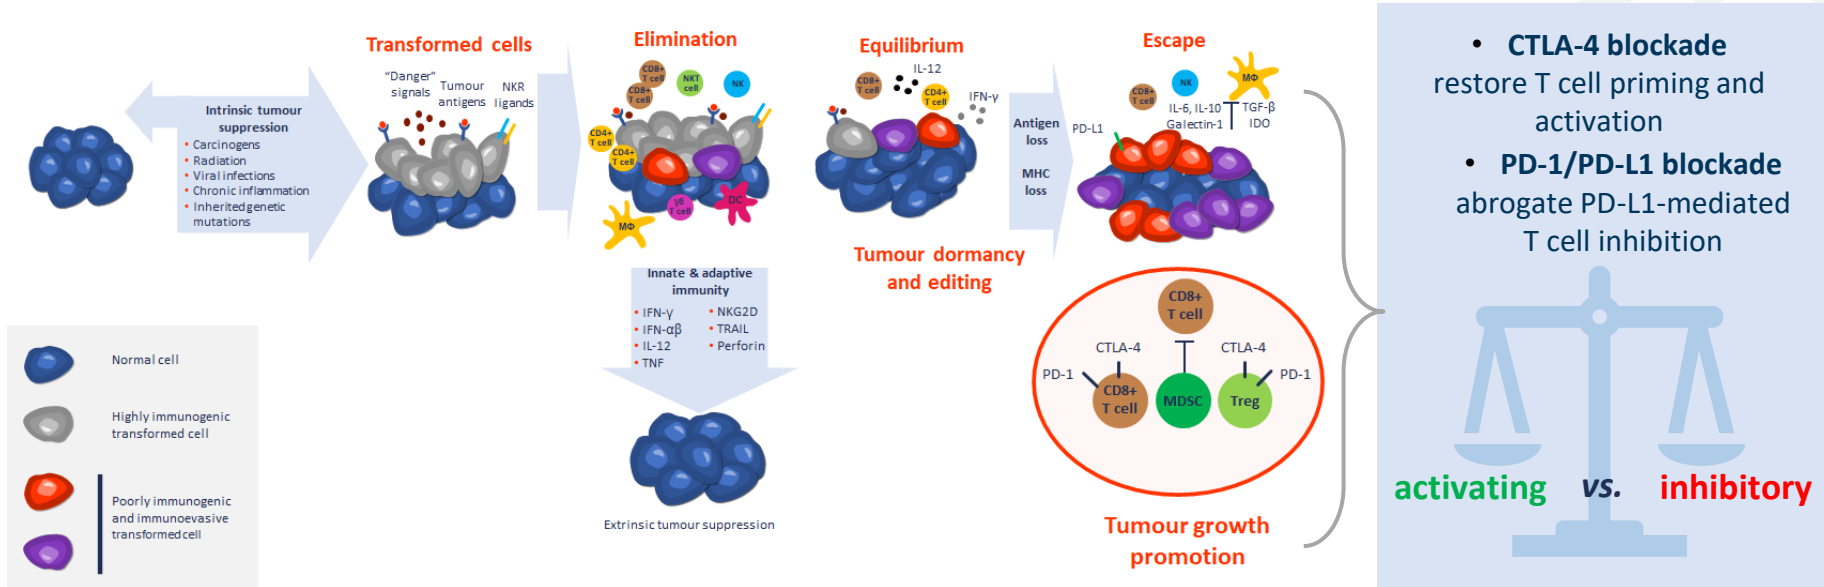 Intrinsic tumour
suppression
• Carcinogens
• Radiation
• Viral infections
• Chronic inflammation
• Inherited genetic
mutations
Transformed cells
“Danger”
signals
Tumour
antigens
NKR
ligands
Elimination
CD8+
T cell
CD8+
T cell
NKT
cell
NK
CD4+
T cell
CD4+
T cell
γδ
T cell
DC
MΦ
Innate & adaptive
immunity
• IFN-γ
• IFN-αβ
• IL-12
• TNF
• NKG2D
• TRAIL
• Perforin
Extrinsic tumour suppression
Equilibrium
IL-12
CD8+
T cell
CD4+
T cell
IFN-γ
Tumour dormancy
and editing
Antigen
loss
MHC
loss
Escape
CD8+
T cell
NK
MΦ
IL-6, IL-10
Galectin-1
TGF-β
IDO
PD-L1
CD8+
T cell
CTLA-4
PD-1
CD8+
T cell
MDSC
CTLA-4
PD-1
Treg
Tumour growth
promotion
Normal cell
Highly immunogenic
transformed cell
Poorly immunogenic
and immunoevasive
transformed cell
• CTLA-4 blockade
restore T cell priming and
activation
• PD-1/PD-L1 blockade
abrogate PD-L1-mediated
T cell inhibition
activating vs. inhibitory